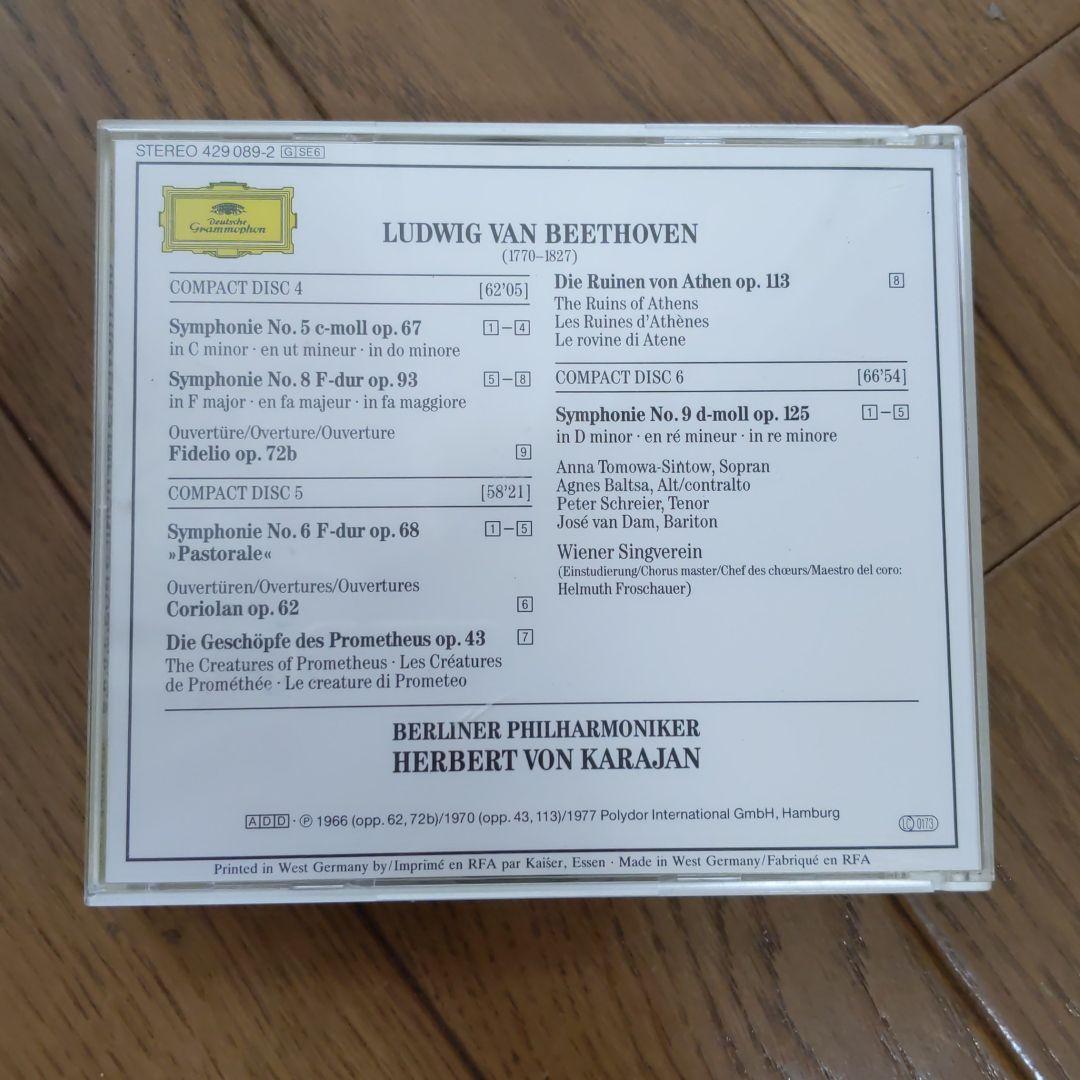 STEREO 429 089-2 G SE6
Deutsche
Grammophon
LUDWIG VAN BEETHOVEN
(1770–1827)
COMPACT DISC 4 [62'05]
Symphonie No. 5 c-moll op. 67 1–4
in C minor · en ut mineur · in do minore
Symphonie No. 8 F-dur op. 93 5–8
in F major · en fa majeur · in fa maggiore
Ouvertüre/Overture/Ouverture
Fidelio op. 72b 9
COMPACT DISC 5 [58'21]
Symphonie No. 6 F-dur op. 68 1–5
»Pastorale«
Ouvertüren/Overtures/Ouvertures
Coriolan op. 62 6
Die Geschöpfe des Prometheus op. 43 7
The Creatures of Prometheus · Les Créatures
de Prométhée · Le creature di Prometeo
Die Ruinen von Athen op. 113 8
The Ruins of Athens
Les Ruines d'Athènes
Le rovine di Atene
COMPACT DISC 6 [66'54]
Symphonie No. 9 d-moll op. 125 1–5
in D minor · en ré mineur · in re minore
Anna Tomowa-Sintow, Sopran
Agnes Baltsa, Alt/contralto
Peter Schreier, Tenor
José van Dam, Bariton
Wiener Singverein
(Einstudierung/Chorus master/Chef des chœurs/Maestro del coro:
Helmuth Froschauer)
BERLINER PHILHARMONIKER
HERBERT VON KARAJAN
ADD · ℗ 1966 (opp. 62, 72b)/1970 (opp. 43, 113)/1977 Polydor International GmbH, Hamburg
LC 0173
Printed in West Germany by/Imprimé en RFA par Kaiser, Essen · Made in West Germany/Fabriqué en RFA